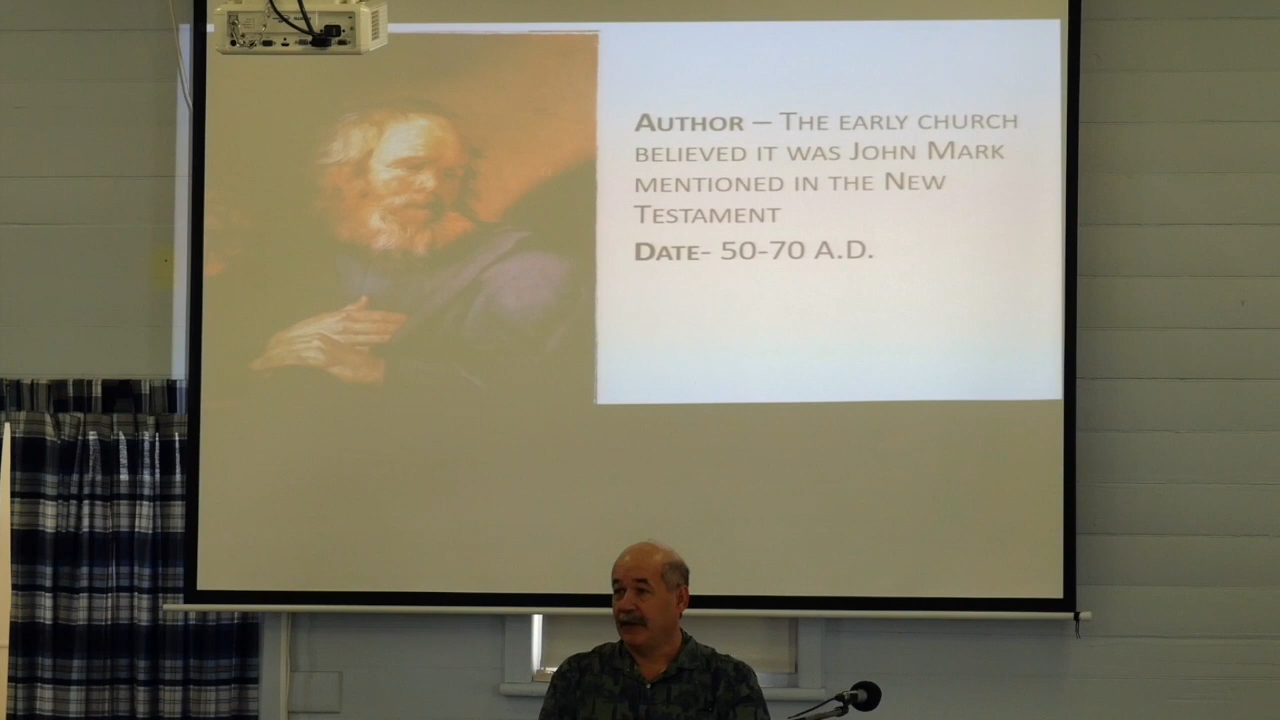 AUTHOR – THE EARLY CHURCH
BELIEVED IT WAS JOHN MARK
MENTIONED IN THE NEW
TESTAMENT
DATE- 50-70 A.D.